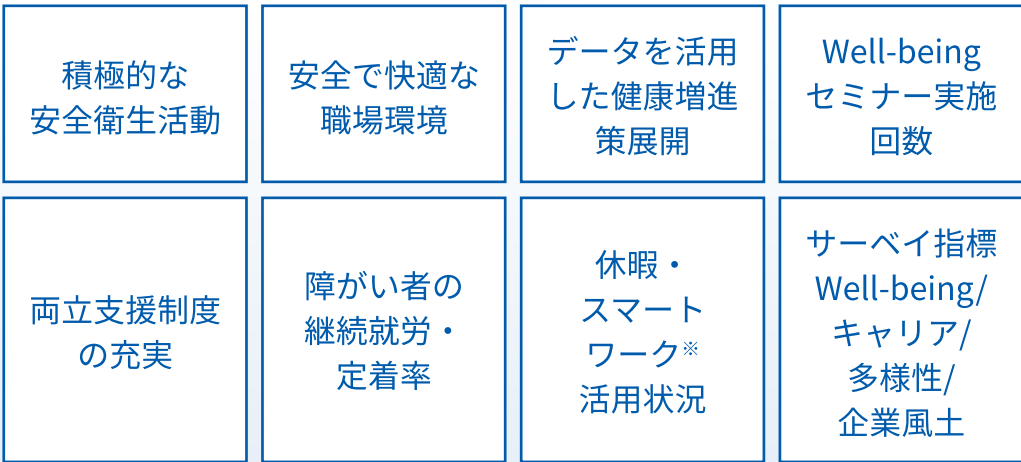 積極的な
安全衛生活動
安全で快適な
職場環境
データを活用
した健康増進
策展開
Well-being
セミナー実施
回数
両立支援制度
の充実
障がい者の
継続就労・
定着率
休暇・
スマート
ワーク※
活用状況
サーベイ指標
Well-being/
キャリア/
多様性/
企業風土